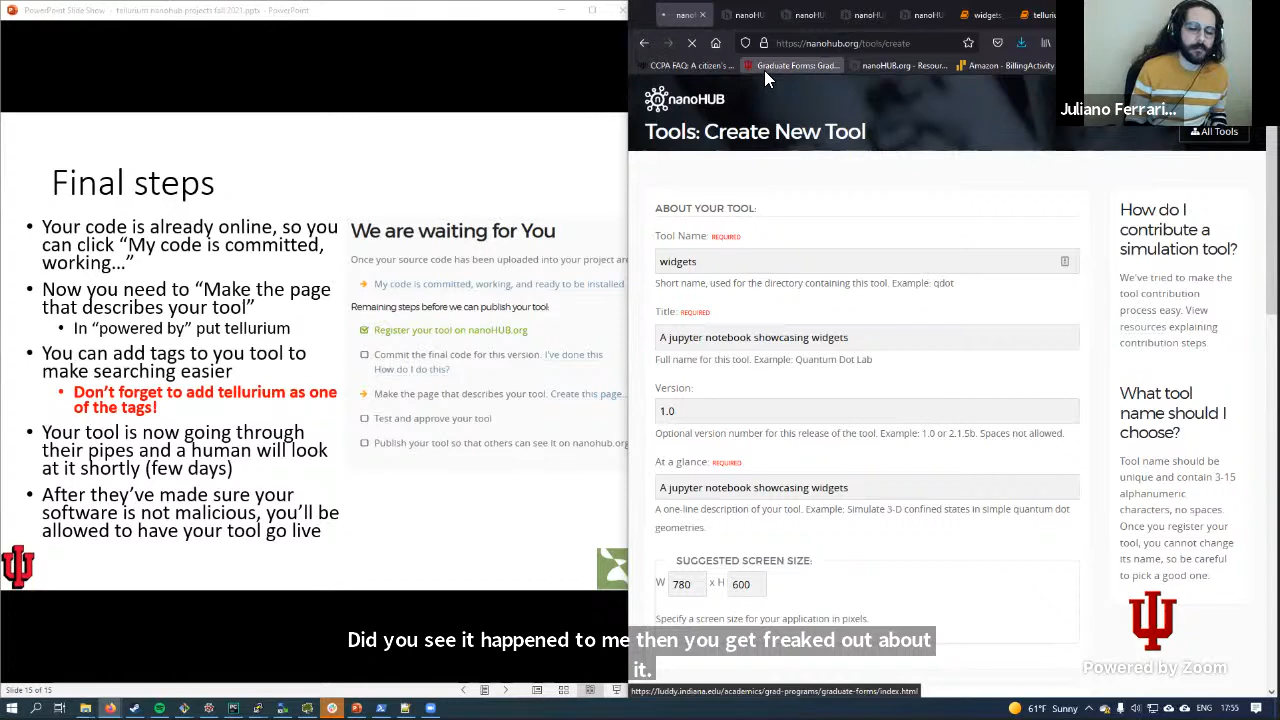 PowerPoint Slide Show - tellurium nanohub projects fall 2021.pptx - PowerPoint
Final steps
• Your code is already online, so you
can click “My code is committed,
working…”
• Now you need to “Make the page
that describes your tool”
• In “powered by” put tellurium
• You can add tags to you tool to
make searching easier
• Don’t forget to add tellurium as one
of the tags!
• Your tool is now going through
their pipes and a human will look
at it shortly (few days)
• After they’ve made sure your
software is not malicious, you’ll be
allowed to have your tool go live
We are waiting for You
Once your source code has been uploaded into your project are
My code is committed, working, and ready to be installed
Remaining steps before we can publish your tool:
Register your tool on nanoHUB.org
Commit the final code for this version. I've done this
How do I do this?
Make the page that describes your tool. Create this page..
Test and approve your tool
Publish your tool so that others can see it on nanohub.org
Slide 15 of 15
nanoH
nanoHU
nanoHU
nanoHU
nanoHU
widgets,
telluri
https://nanohub.org/tools/create
CCPA FAQ: A citizen's ...
Graduate Forms: Grad...
nanoHUB.org - Resour...
Amazon - BillingActivity
nanoHUB
Tools: Create New Tool
All Tools
Juliano Ferrari...
ABOUT YOUR TOOL:
Tool Name: REQUIRED
widgets
Short name, used for the directory containing this tool. Example: qdot
Title: REQUIRED
A jupyter notebook showcasing widgets
Full name for this tool. Example: Quantum Dot Lab
Version:
1.0
Optional version number for this release of the tool. Example: 1.0 or 2.1.5b. Spaces not allowed.
At a glance: REQUIRED
A jupyter notebook showcasing widgets
A one-line description of your tool. Example: Simulate 3-D confined states in simple quantum dot
geometries.
SUGGESTED SCREEN SIZE:
W 780 x H 600
Specify a screen size for your application in pixels.
How do I
contribute a
simulation tool?
We've tried to make the
tool contribution
process easy. View
resources explaining
contribution steps.
What tool
name should I
choose?
Tool name should be
unique and contain 3-15
alphanumeric
characters, no spaces.
Once you register your
tool, you cannot change
its name, so be careful
to pick a good one.
Did you see it happened to me then you get freaked out about
it.
Powered by Zoom
https://luddy.indiana.edu/academics/grad-programs/graduate-forms/index.html
61°F Sunny
ENG
17:55